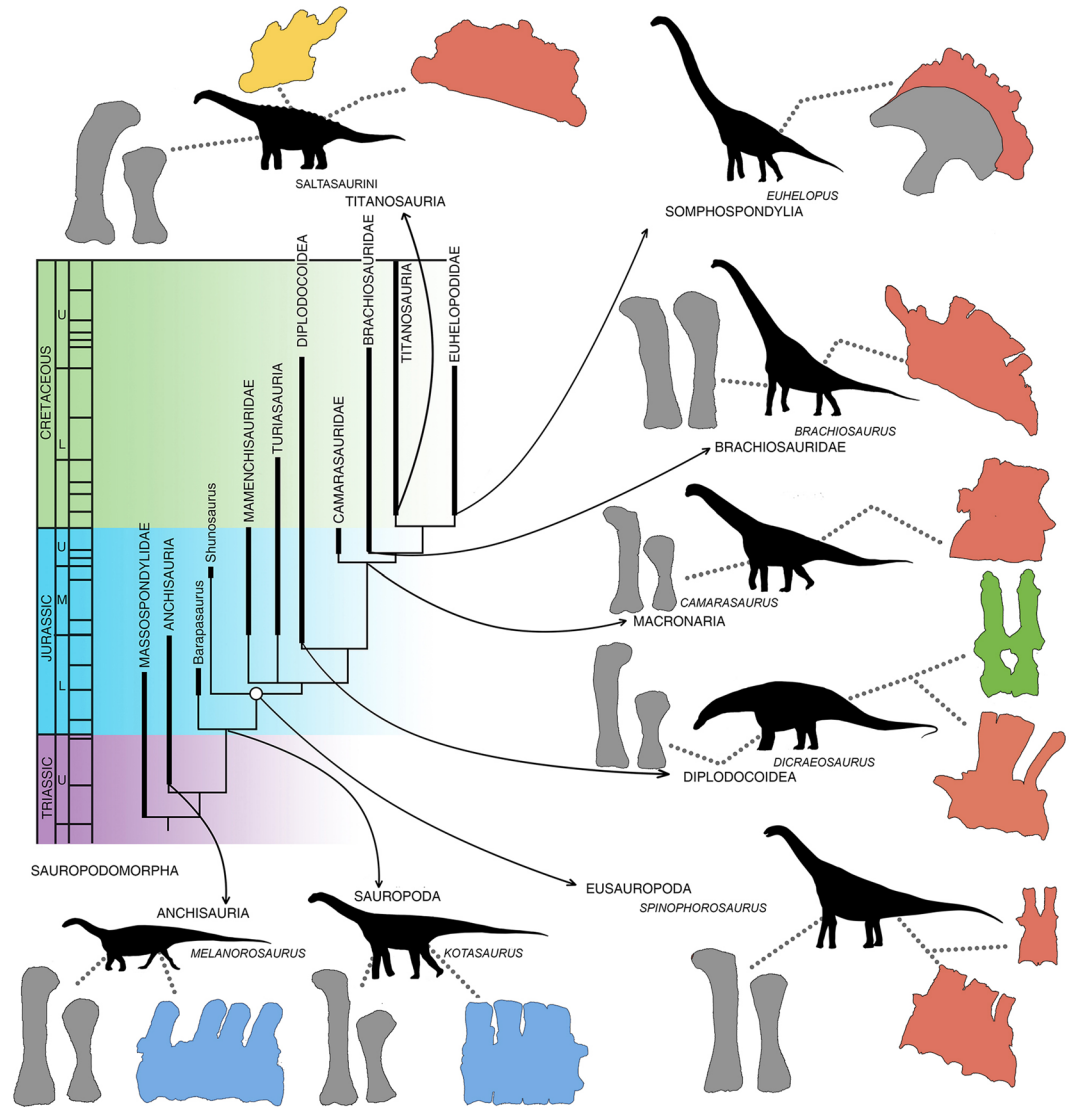 SALTASAURINI
TITANOSAURIA
EUHELOPUS
SOMPHOSPONDYLIA
CRETACEOUS
U
L
JURASSIC
U
M
L
TRIASSIC
U
MASSOSPONDYLIDAE
ANCHISAURIA
Barapasaurus
Shunosaurus
MAMENCHISAURIDAE
TURIASAURIA
DIPLODOCOIDEA
CAMARASAURIDAE
BRACHIOSAURIDAE
TITANOSAURIA
EUHELOPODIDAE
BRACHIOSAURUS
BRACHIOSAURIDAE
CAMARASAURUS
MACRONARIA
DICRAEOSAURUS
DIPLODOCOIDEA
SAUROPODOMORPHA
ANCHISAURIA
MELANOROSAURUS
SAUROPODA
KOTASAURUS
EUSAUROPODA
SPINOPHOROSAURUS